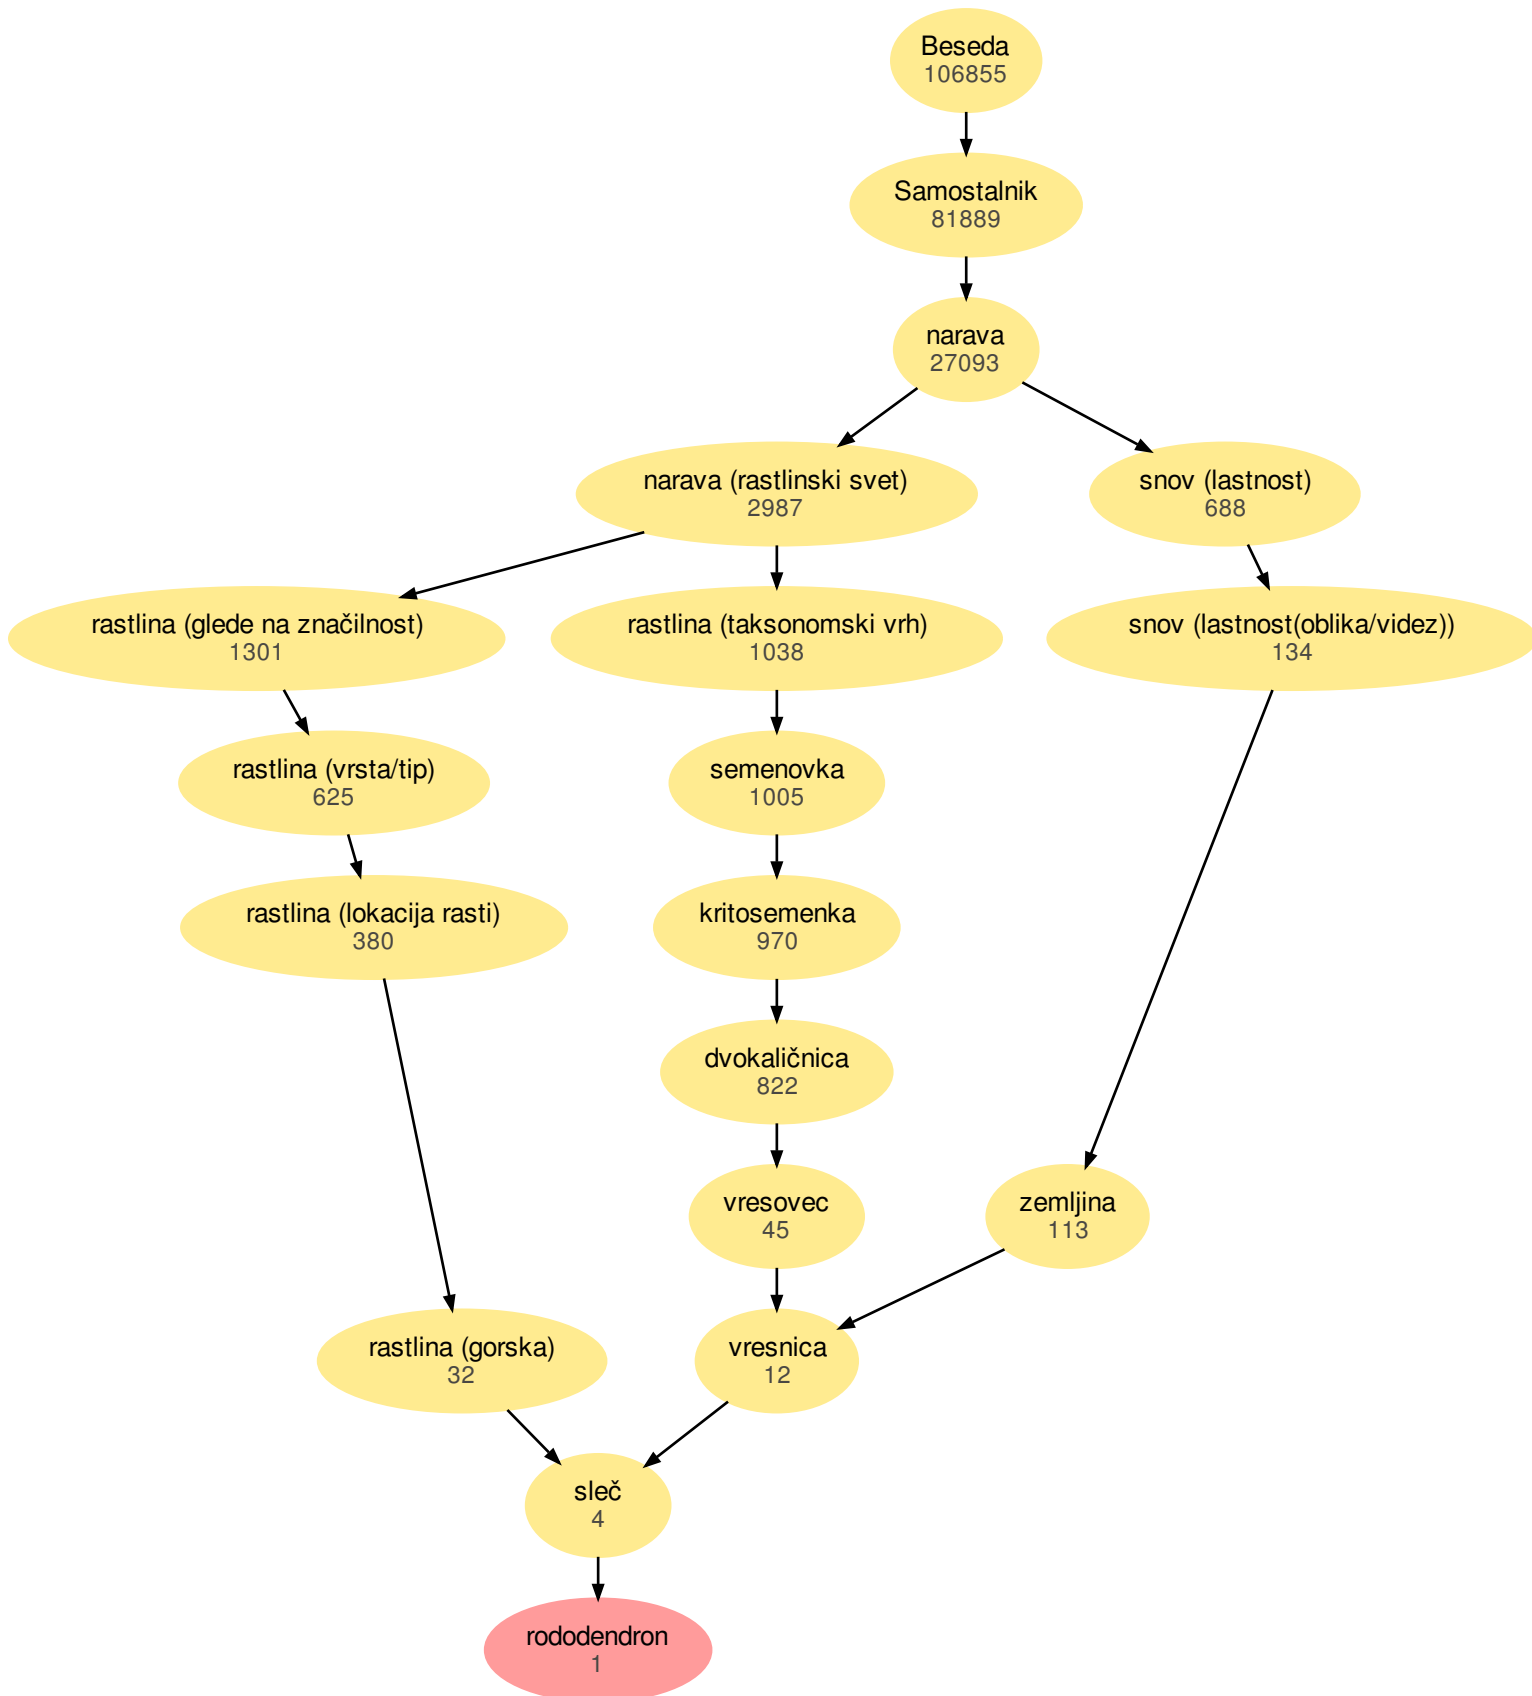 Beseda
106855
Samostalnik
81889
narava
27093
narava (rastlinski svet)
2987
snov (lastnost)
688
rastlina (glede na značilnost)
1301
rastlina (taksonomski vrh)
1038
snov (lastnost(oblika/videz))
134
rastlina (vrsta/tip)
625
semenovka
1005
rastlina (lokacija rasti)
380
kritosemenka
970
dvokaličnica
822
vresovec
45
zemljina
113
rastlina (gorska)
32
vresnica
12
sleč
4
rododendron
1